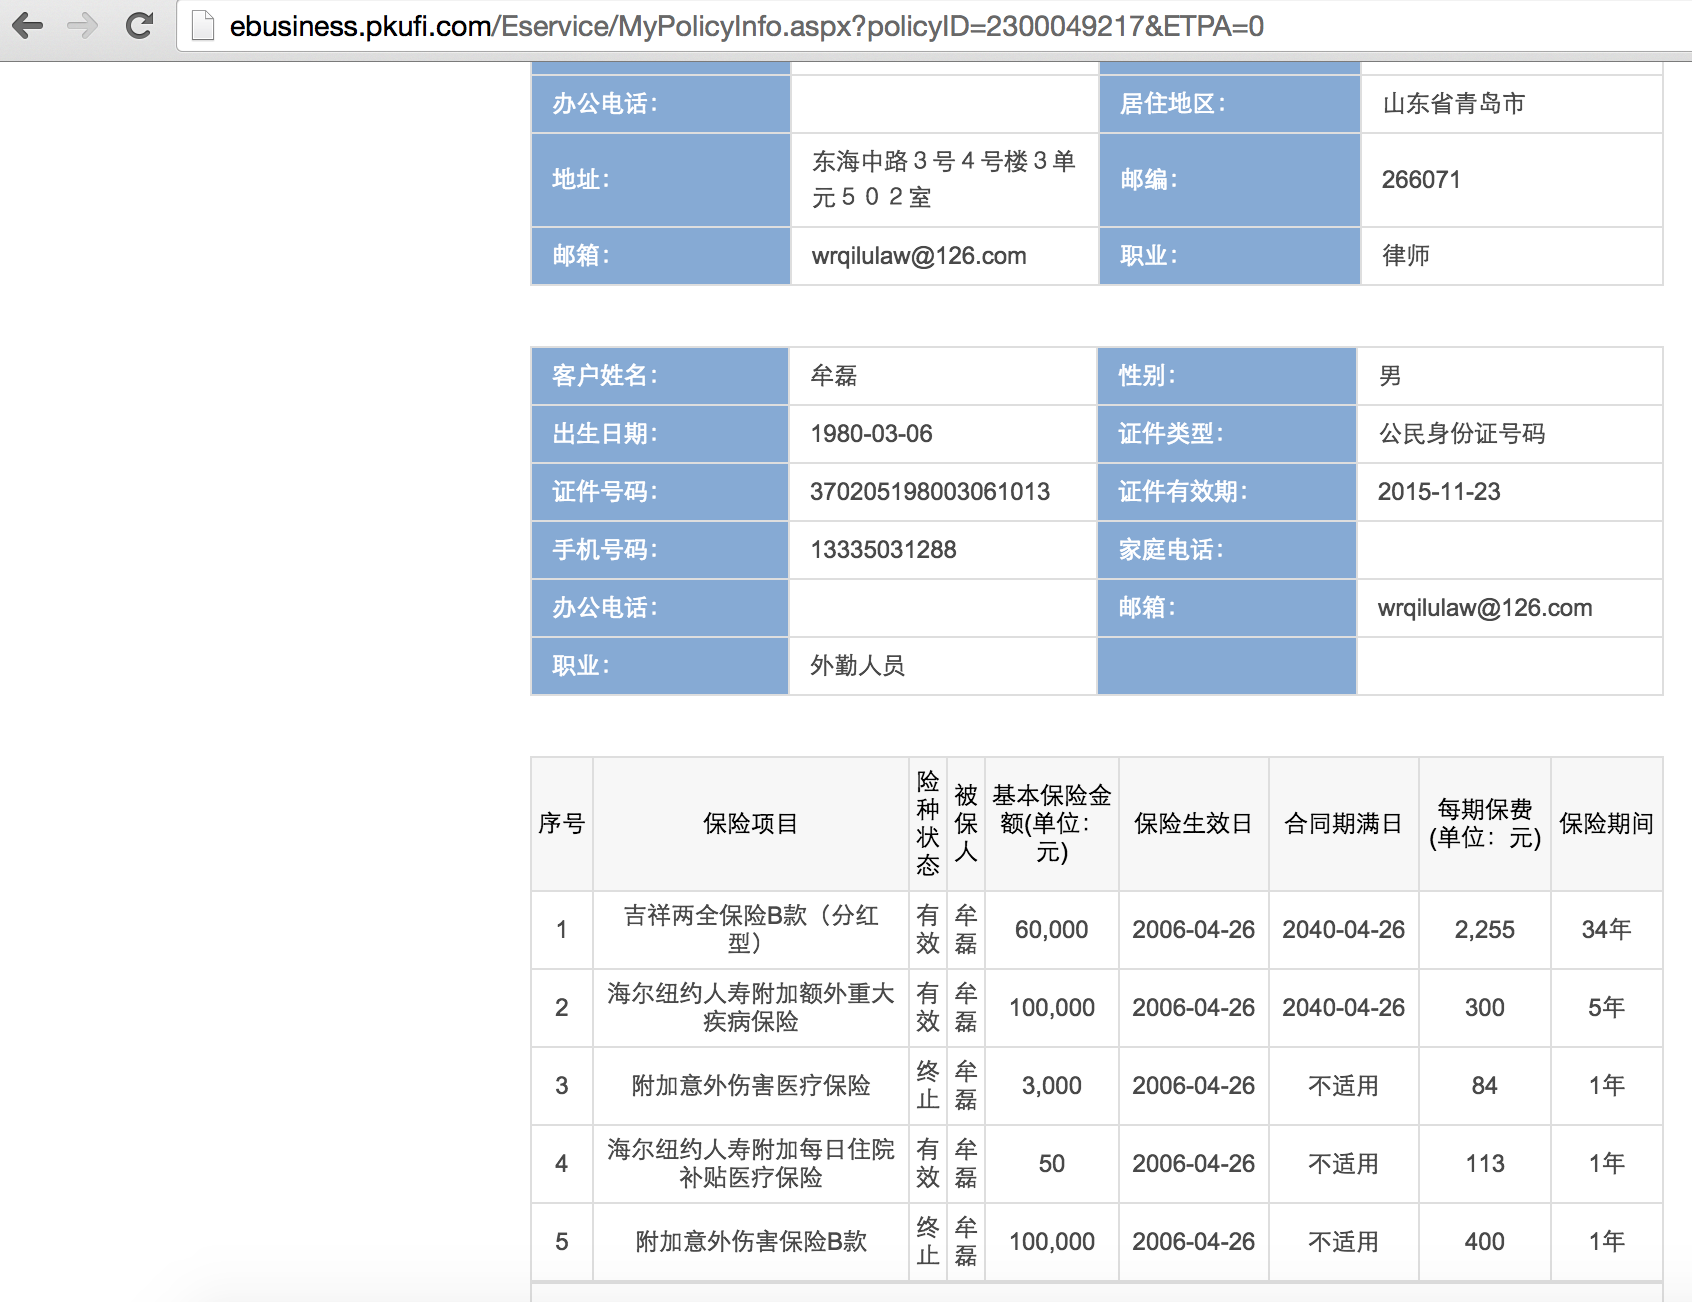 ebusiness.pkufi.com/Eservice/MyPolicyInfo.aspx?policyID=2300049217&ETPA=0
办公电话： 居住地区： 山东省青岛市
地址： 东海中路３号４号楼３单
元５０２室 邮编： 266071
邮箱： wrqilulaw@126.com 职业： 律师
客户姓名： 牟磊 性别： 男
出生日期： 1980-03-06 证件类型： 公民身份证号码
证件号码： 370205198003061013 证件有效期： 2015-11-23
手机号码： 13335031288 家庭电话：
办公电话： 邮箱： wrqilulaw@126.com
职业： 外勤人员
序号 保险项目 险种状态 被保人 基本保险金额(单位：元) 保险生效日 合同期满日 每期保费(单位：元) 保险期间
1 吉祥两全保险B款（分红型） 有效 牟磊 60,000 2006-04-26 2040-04-26 2,255 34年
2 海尔纽约人寿附加额外重大疾病保险 有效 牟磊 100,000 2006-04-26 2040-04-26 300 5年
3 附加意外伤害医疗保险 终止 牟磊 3,000 2006-04-26 不适用 84 1年
4 海尔纽约人寿附加每日住院补贴医疗保险 有效 牟磊 50 2006-04-26 不适用 113 1年
5 附加意外伤害保险B款 终止 牟磊 100,000 2006-04-26 不适用 400 1年